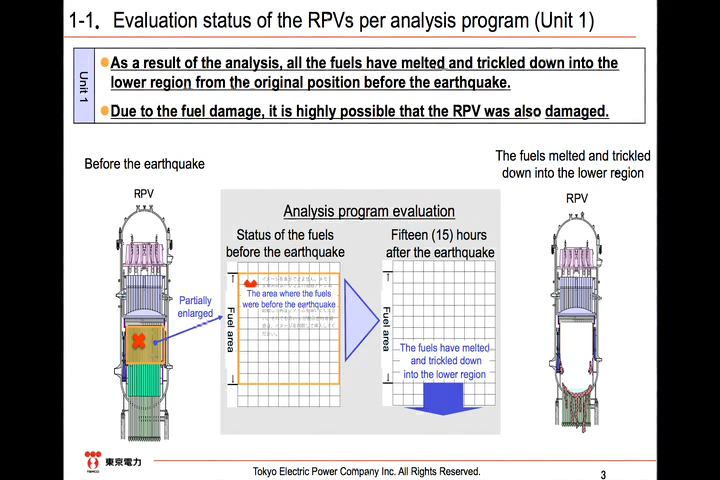 1-1. Evaluation status of the RPVs per analysis program (Unit 1)
Unit 1
As a result of the analysis, all the fuels have melted and trickled down into the
lower region from the original position before the earthquake.
Due to the fuel damage, it is highly possible that the RPV was also damaged.
Before the earthquake
The fuels melted and trickled
down into the lower region
RPV
RPV
Analysis program evaluation
Status of the fuels
before the earthquake
Fifteen (15) hours
after the earthquake
Partially
enlarged
Fuel area
The area where the fuels
were before the earthquake
Fuel area
The fuels have melted
and trickled down
into the lower region
TEPCO
東京電力
Tokyo Electric Power Company Inc. All Rights Reserved.
3